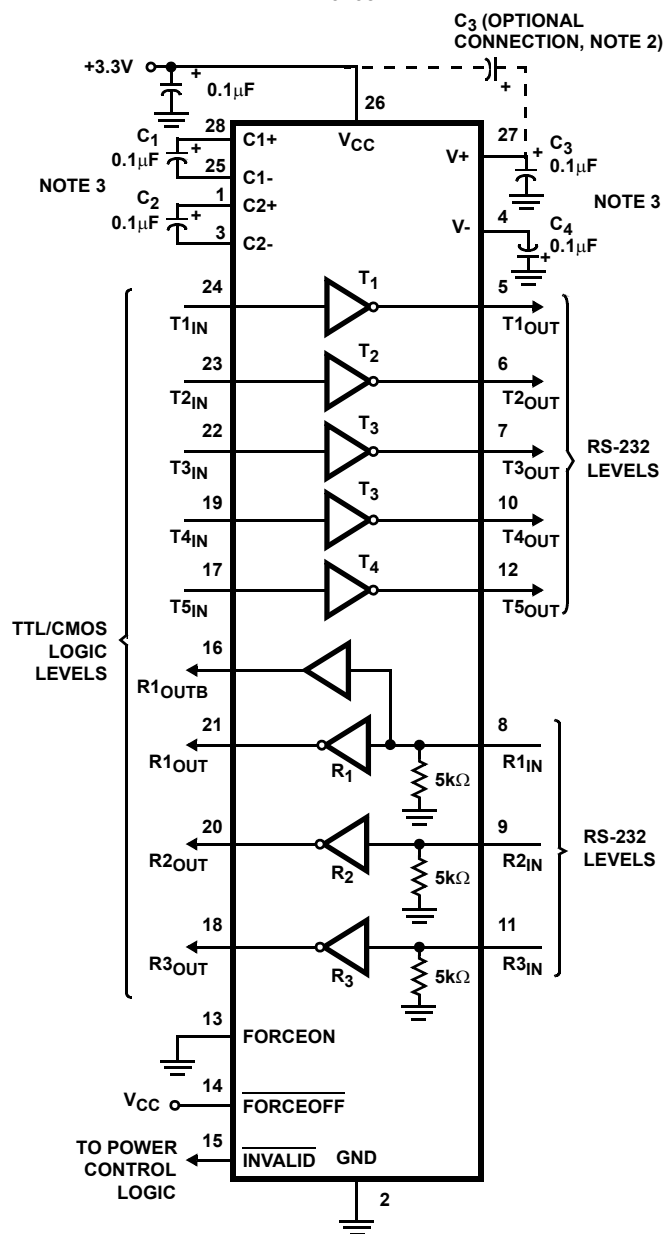 C3 (OPTIONAL
CONNECTION, NOTE 2)
+3.3V
+
0.1μF
+
26
28
C1
0.1μF
+
25
C1+
C1-
VCC
27
V+
+
C3
0.1μF
NOTE 3
1
C2
0.1μF
+
3
C2+
C2-
NOTE 3
4
V-
C4
0.1μF
+
24
T1IN
T1
5
T1OUT
23
T2IN
T2
6
T2OUT
22
T3IN
T3
7
T3OUT
RS-232
LEVELS
19
T4IN
T3
10
T4OUT
17
T5IN
T4
12
T5OUT
TTL/CMOS
LOGIC
LEVELS
16
R1OUTB
21
R1OUT
R1
5kΩ
8
R1IN
20
R2OUT
R2
5kΩ
9
R2IN
RS-232
LEVELS
18
R3OUT
R3
5kΩ
11
R3IN
13
FORCEON
14
VCC
FORCEOFF
15
TO POWER
CONTROL
LOGIC
INVALID
GND
2